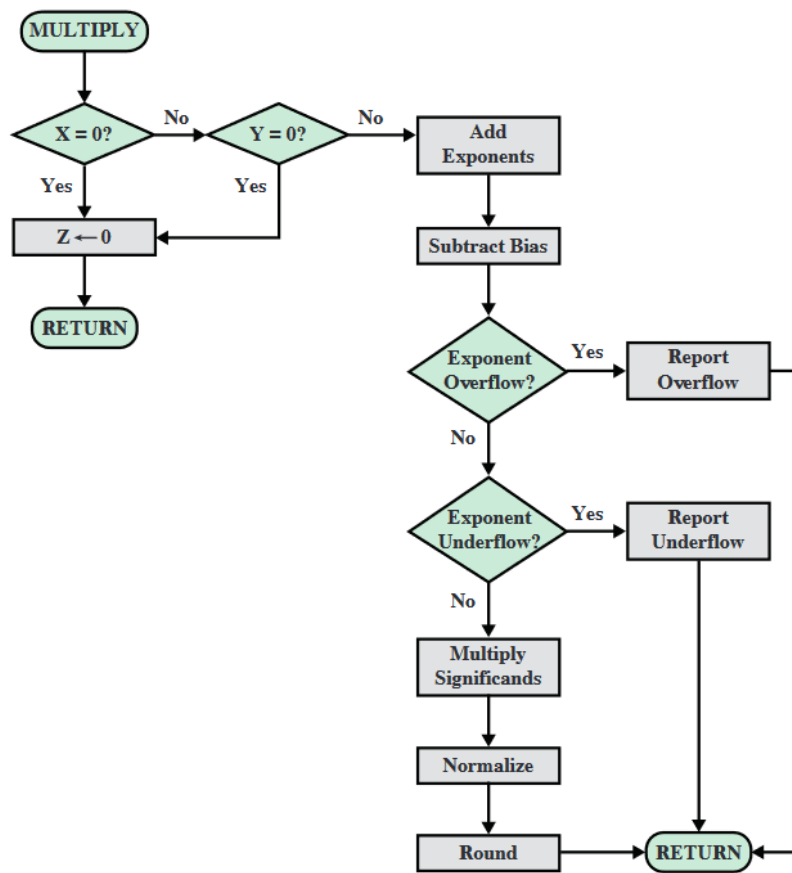 MULTIPLY
X = 0?
No
Y = 0?
No
Add
Exponents
Yes
Yes
Z ← 0
Subtract Bias
RETURN
Exponent
Overflow?
Yes
Report
Overflow
No
Exponent
Underflow?
Yes
Report
Underflow
No
Multiply
Significands
Normalize
Round
RETURN